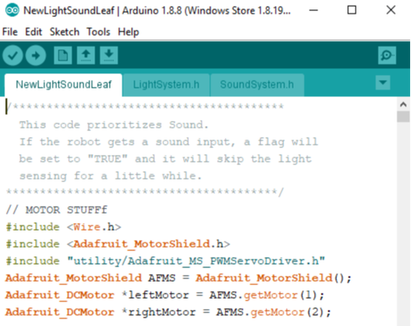 NewLightSoundLeaf | Arduino 1.8.8 (Windows Store 1.8.19...
File Edit Sketch Tools Help
NewLightSoundLeaf LightSystem.h SoundSystem.h
/****************************************
This code prioritizes Sound.
If the robot gets a sound input, a flag will
be set to "TRUE" and it will skip the light
sensing for a little while.
****************************************/
// MOTOR STUFFf
#include <Wire.h>
#include <Adafruit_MotorShield.h>
#include "utility/Adafruit_MS_PWMServoDriver.h"
Adafruit_MotorShield AFMS = Adafruit_MotorShield();
Adafruit_DCMotor *leftMotor = AFMS.getMotor(1);
Adafruit_DCMotor *rightMotor = AFMS.getMotor(2);